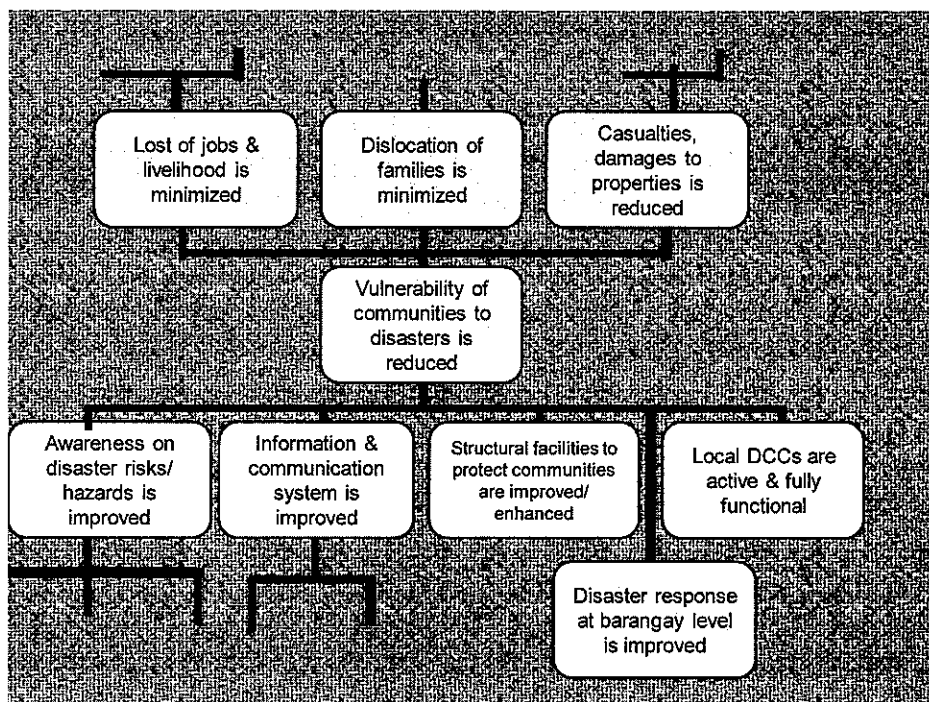 Lost of jobs &
livelihood is
minimized
Dislocation of
families is
minimized
Casualties,
damages to
properties is
reduced
Vulnerability of
communities to
disasters is
reduced
Awareness on
disaster risks/
hazards is
improved
Information &
communication
system is
improved
Structural facilities to
protect communities
are improved/
enhanced
Local DCCs are
active & fully
functional
Disaster response
at barangay level
is improved